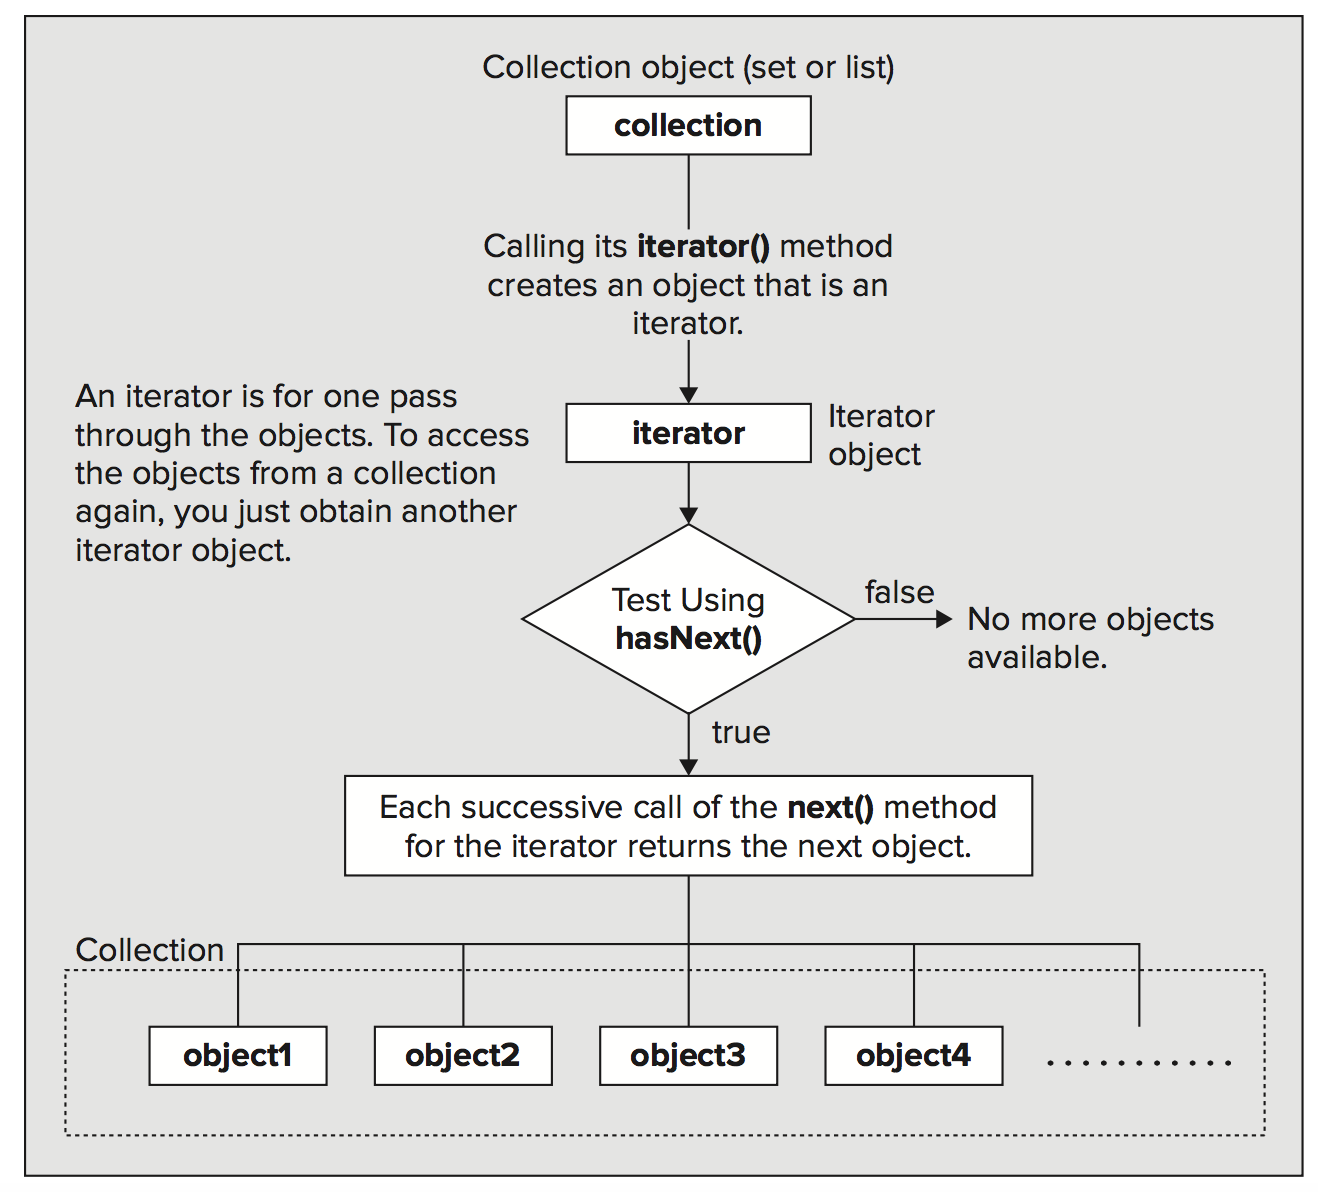 Collection object (set or list)
collection
Calling its iterator() method
creates an object that is an
iterator.
An iterator is for one pass
through the objects. To access
the objects from a collection
again, you just obtain another
iterator object.
iterator
Iterator
object
Test Using
hasNext()
false
No more objects
available.
true
Each successive call of the next() method
for the iterator returns the next object.
Collection
object1
object2
object3
object4
..........